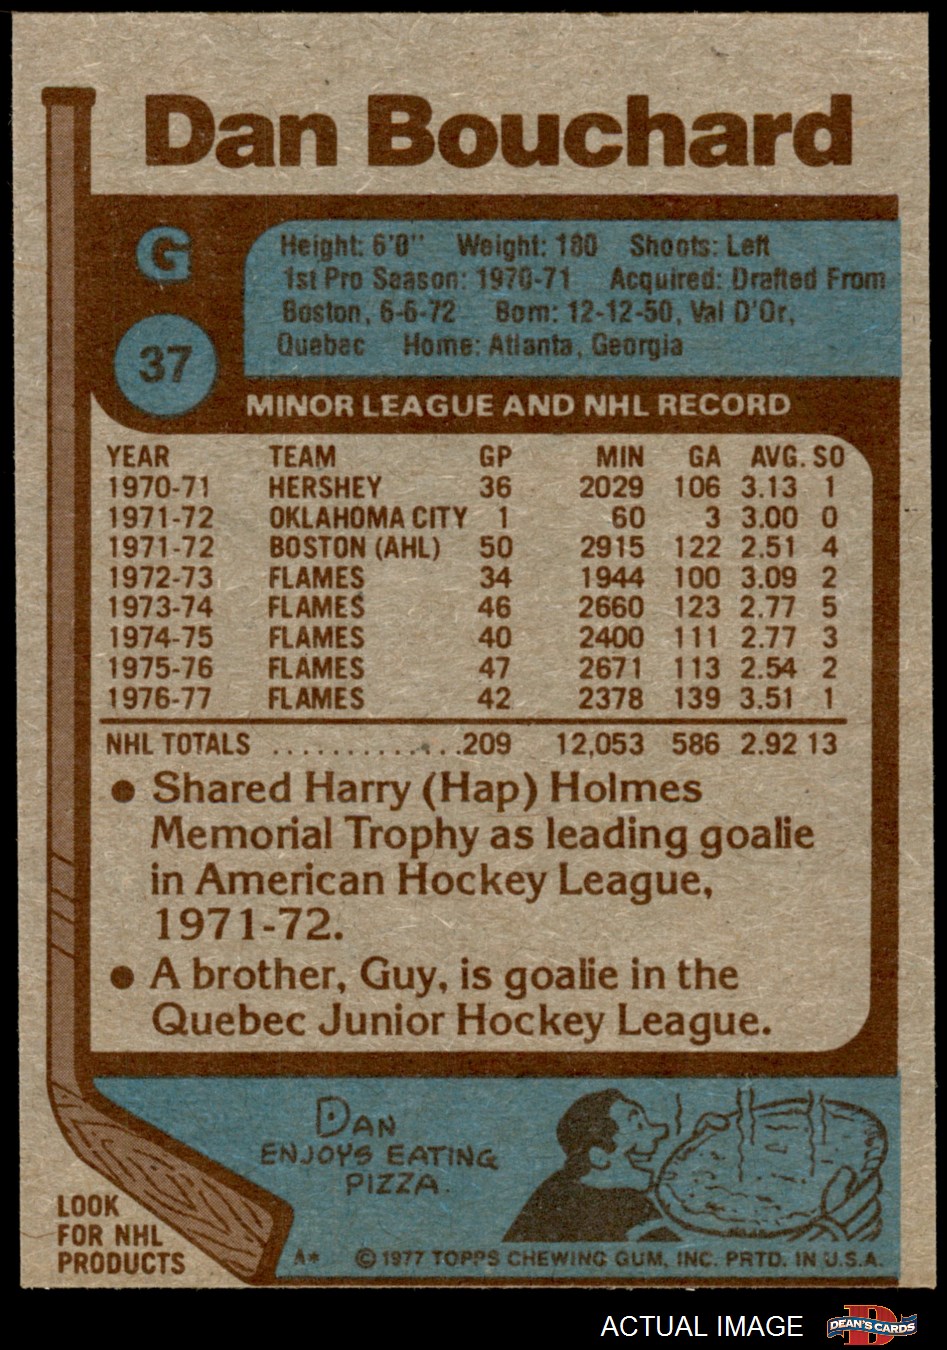 Dan Bouchard
G
Height: 6'0" Weight: 180 Shoots: Left
1st Pro Season: 1970-71 Acquired: Drafted From
Boston, 6-6-72 Born: 12-12-50, Val D'Or,
Quebec Home: Atlanta, Georgia
37
MINOR LEAGUE AND NHL RECORD
YEAR TEAM GP MIN GA AVG. SO
1970-71 HERSHEY 36 2029 106 3.13 1
1971-72 OKLAHOMA CITY 1 60 3 3.00 0
1971-72 BOSTON (AHL) 50 2915 122 2.51 4
1972-73 FLAMES 34 1944 100 3.09 2
1973-74 FLAMES 46 2660 123 2.77 5
1974-75 FLAMES 40 2400 111 2.77 3
1975-76 FLAMES 47 2671 113 2.54 2
1976-77 FLAMES 42 2378 139 3.51 1
NHL TOTALS .............209 12,053 586 2.92 13
● Shared Harry (Hap) Holmes
Memorial Trophy as leading goalie
in American Hockey League,
1971-72.
● A brother, Guy, is goalie in the
Quebec Junior Hockey League.
DAN
ENJOYS EATING
PIZZA.
LOOK
FOR NHL
PRODUCTS
A* © 1977 TOPPS CHEWING GUM, INC. PRTD. IN U.S.A.
ACTUAL IMAGE
DEAN'S CARDS